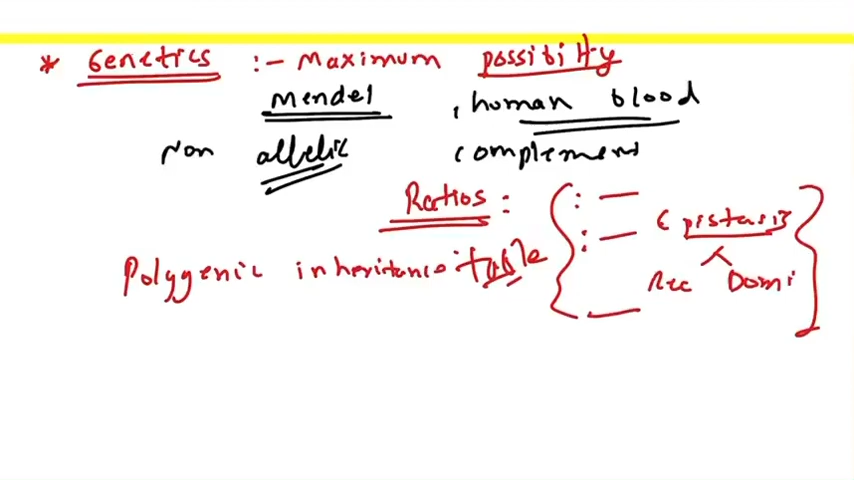 * Genetics :- Maximum possibility
Mendel , human blood
Non allelic complement
Ratios :
: — Epistasis
: —
Rec Domi
Polygenic inheritance : table